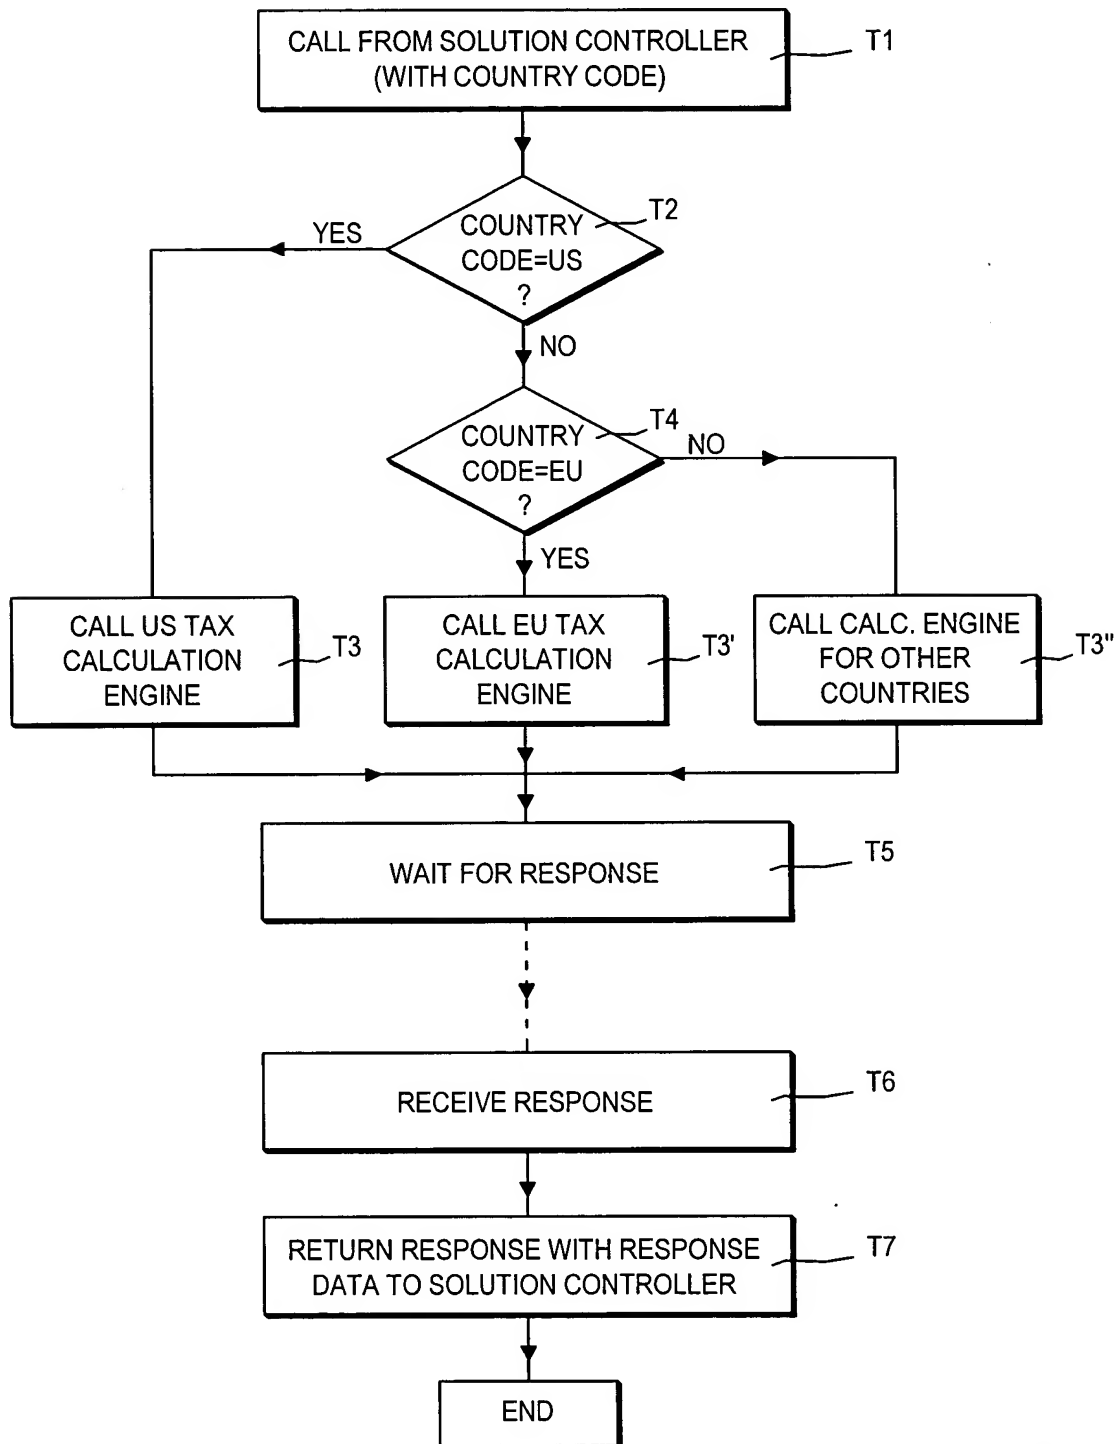 CALL FROM SOLUTION CONTROLLER
(WITH COUNTRY CODE)
T1
COUNTRY
CODE=US
?
T2
YES
NO
COUNTRY
CODE=EU
?
T4
NO
YES
CALL US TAX
CALCULATION
ENGINE
T3
CALL EU TAX
CALCULATION
ENGINE
T3'
CALL CALC. ENGINE
FOR OTHER
COUNTRIES
T3"
WAIT FOR RESPONSE
T5
RECEIVE RESPONSE
T6
RETURN RESPONSE WITH RESPONSE
DATA TO SOLUTION CONTROLLER
T7
END